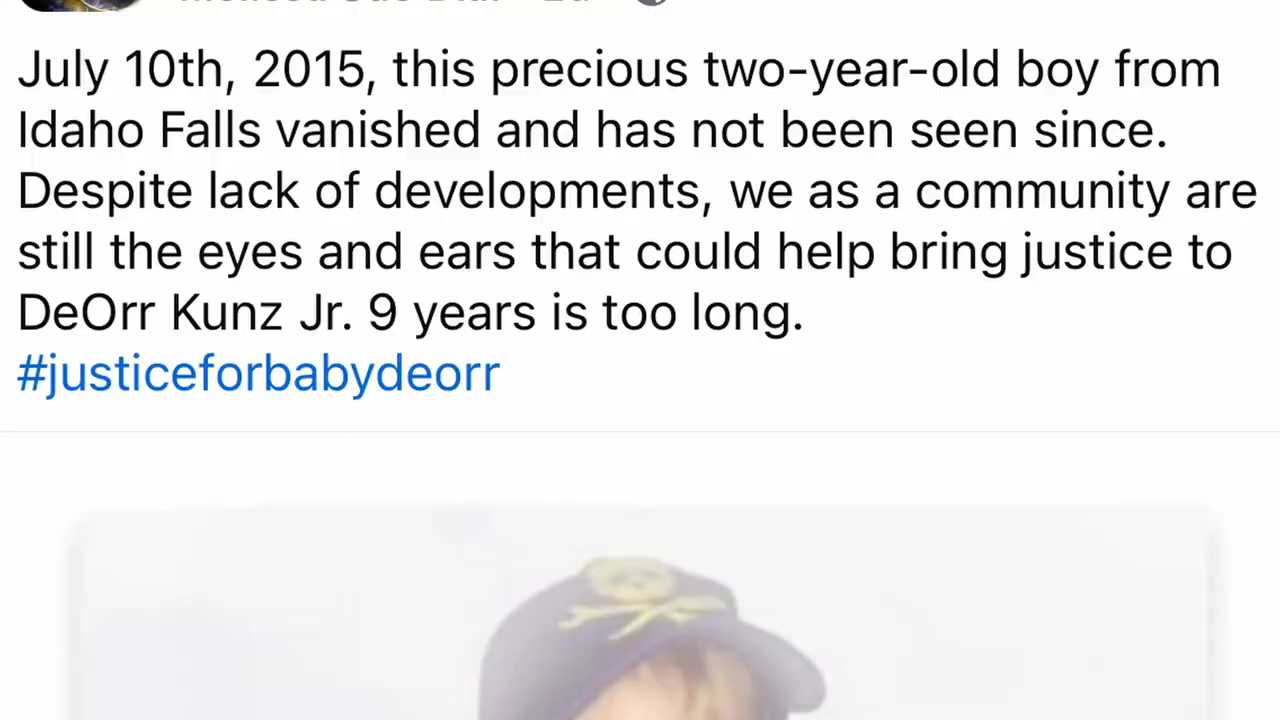 July 10th, 2015, this precious two-year-old boy from
Idaho Falls vanished and has not been seen since.
Despite lack of developments, we as a community are
still the eyes and ears that could help bring justice to
DeOrr Kunz Jr. 9 years is too long.
#justiceforbabydeorr